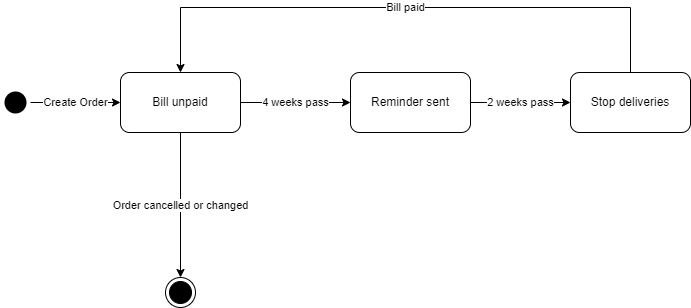 Bill paid
Create Order
Bill unpaid
4 weeks pass
Reminder sent
2 weeks pass
Stop deliveries
Order cancelled or changed